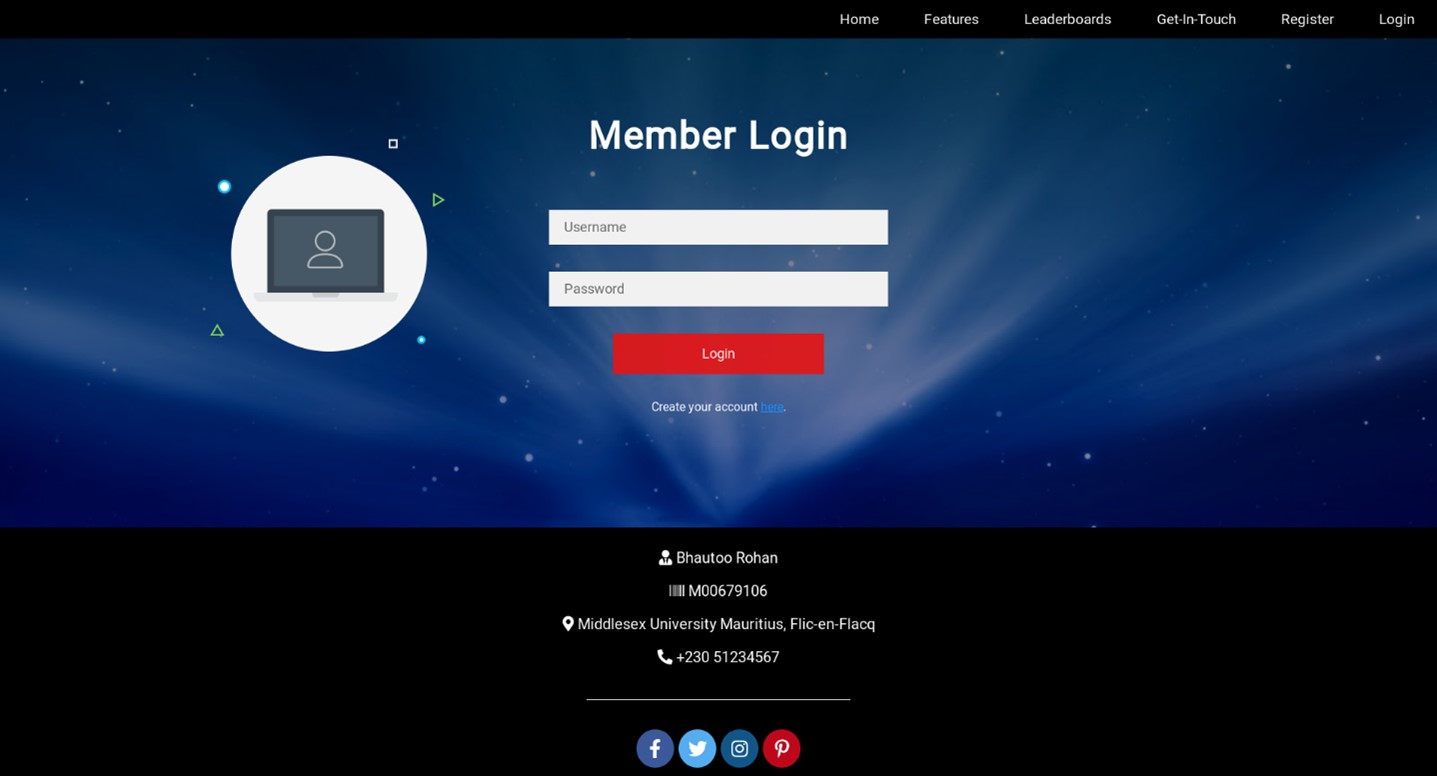 Home Features Leaderboards Get-In-Touch Register Login
Member Login
Username
Password
Login
Create your account here.
Bhautoo Rohan
M00679106
Middlesex University Mauritius, Flic-en-Flacq
+230 51234567